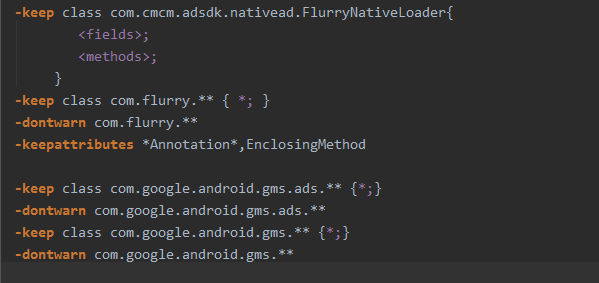 -keep class com.cmcm.adsdk.nativead.FlurryNativeLoader{
<fields>;
<methods>;
}
-keep class com.flurry.** { *; }
-dontwarn com.flurry.**
-keepattributes *Annotation*,EnclosingMethod
-keep class com.google.android.gms.ads.** {*;}
-dontwarn com.google.android.gms.ads.**
-keep class com.google.android.gms.** {*;}
-dontwarn com.google.android.gms.**